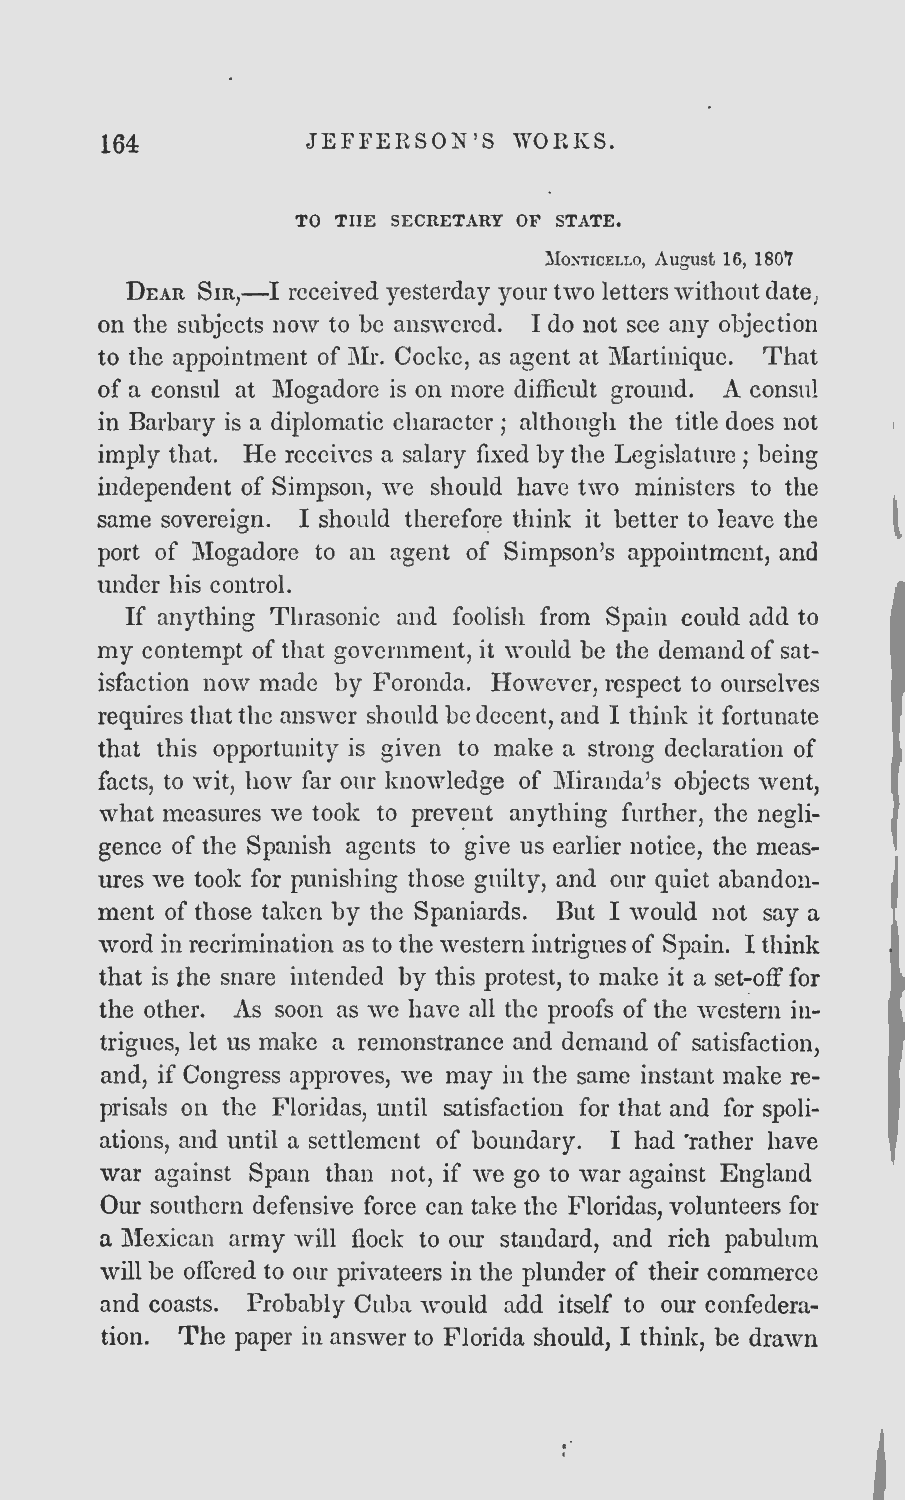 164 JEFFERSON'S WORKS.
TO THE SECRETARY OF STATE.
Monticello, August 16, 1807
Dear Sir,—I received yesterday your two letters without date,
on the subjects now to be answered. I do not see any objection
to the appointment of Mr. Cocke, as agent at Martinique. That
of a consul at Mogadore is on more difficult ground. A consul
in Barbary is a diplomatic character; although the title does not
imply that. He receives a salary fixed by the Legislature; being
independent of Simpson, we should have two ministers to the
same sovereign. I should therefore think it better to leave the
port of Mogadore to an agent of Simpson's appointment, and
under his control.
If anything Thrasonic and foolish from Spain could add to
my contempt of that government, it would be the demand of sat-
isfaction now made by Foronda. However, respect to ourselves
requires that the answer should be decent, and I think it fortunate
that this opportunity is given to make a strong declaration of
facts, to wit, how far our knowledge of Miranda's objects went,
what measures we took to prevent anything further, the negli-
gence of the Spanish agents to give us earlier notice, the meas-
ures we took for punishing those guilty, and our quiet abandon-
ment of those taken by the Spaniards. But I would not say a
word in recrimination as to the western intrigues of Spain. I think
that is the snare intended by this protest, to make it a set-off for
the other. As soon as we have all the proofs of the western in-
trigues, let us make a remonstrance and demand of satisfaction,
and, if Congress approves, we may in the same instant make re-
prisals on the Floridas, until satisfaction for that and for spoli-
ations, and until a settlement of boundary. I had rather have
war against Spain than not, if we go to war against England
Our southern defensive force can take the Floridas, volunteers for
a Mexican army will flock to our standard, and rich pabulum
will be offered to our privateers in the plunder of their commerce
and coasts. Probably Cuba would add itself to our confedera-
tion. The paper in answer to Florida should, I think, be drawn